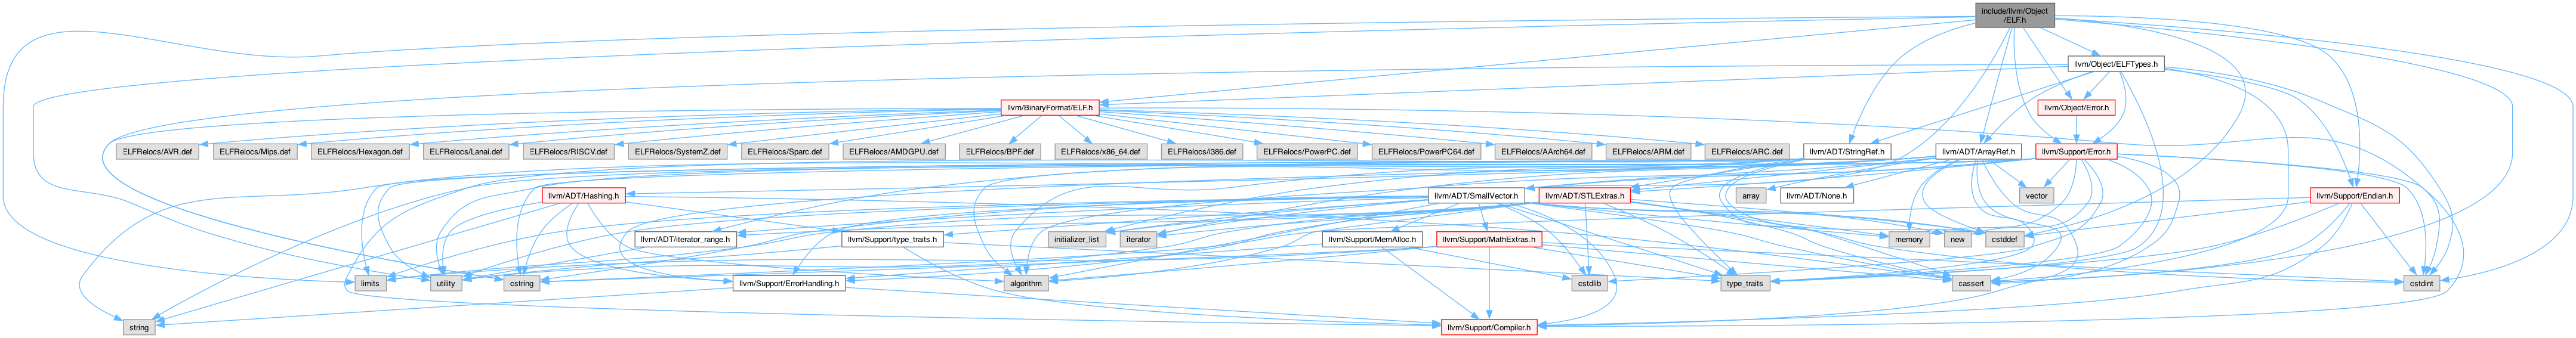 include/llvm/Object
/ELF.h
llvm/Object/ELFTypes.h
llvm/BinaryFormat/ELF.h
llvm/Object/Error.h
ELFRelocs/AVR.def
ELFRelocs/Mips.def
ELFRelocs/Hexagon.def
ELFRelocs/Lanai.def
ELFRelocs/RISCV.def
ELFRelocs/SystemZ.def
ELFRelocs/Sparc.def
ELFRelocs/AMDGPU.def
ELFRelocs/BPF.def
ELFRelocs/x86_64.def
ELFRelocs/i386.def
ELFRelocs/PowerPC.def
ELFRelocs/PowerPC64.def
ELFRelocs/AArch64.def
ELFRelocs/ARM.def
ELFRelocs/ARC.def
llvm/ADT/StringRef.h
llvm/ADT/ArrayRef.h
llvm/Support/Error.h
llvm/ADT/Hashing.h
llvm/ADT/SmallVector.h
llvm/ADT/STLExtras.h
array
llvm/ADT/None.h
vector
llvm/Support/Endian.h
llvm/ADT/iterator_range.h
llvm/Support/type_traits.h
initializer_list
iterator
llvm/Support/MemAlloc.h
llvm/Support/MathExtras.h
memory
new
cstddef
limits
utility
cstring
algorithm
llvm/Support/ErrorHandling.h
cstdlib
type_traits
cassert
cstdint
string
llvm/Support/Compiler.h